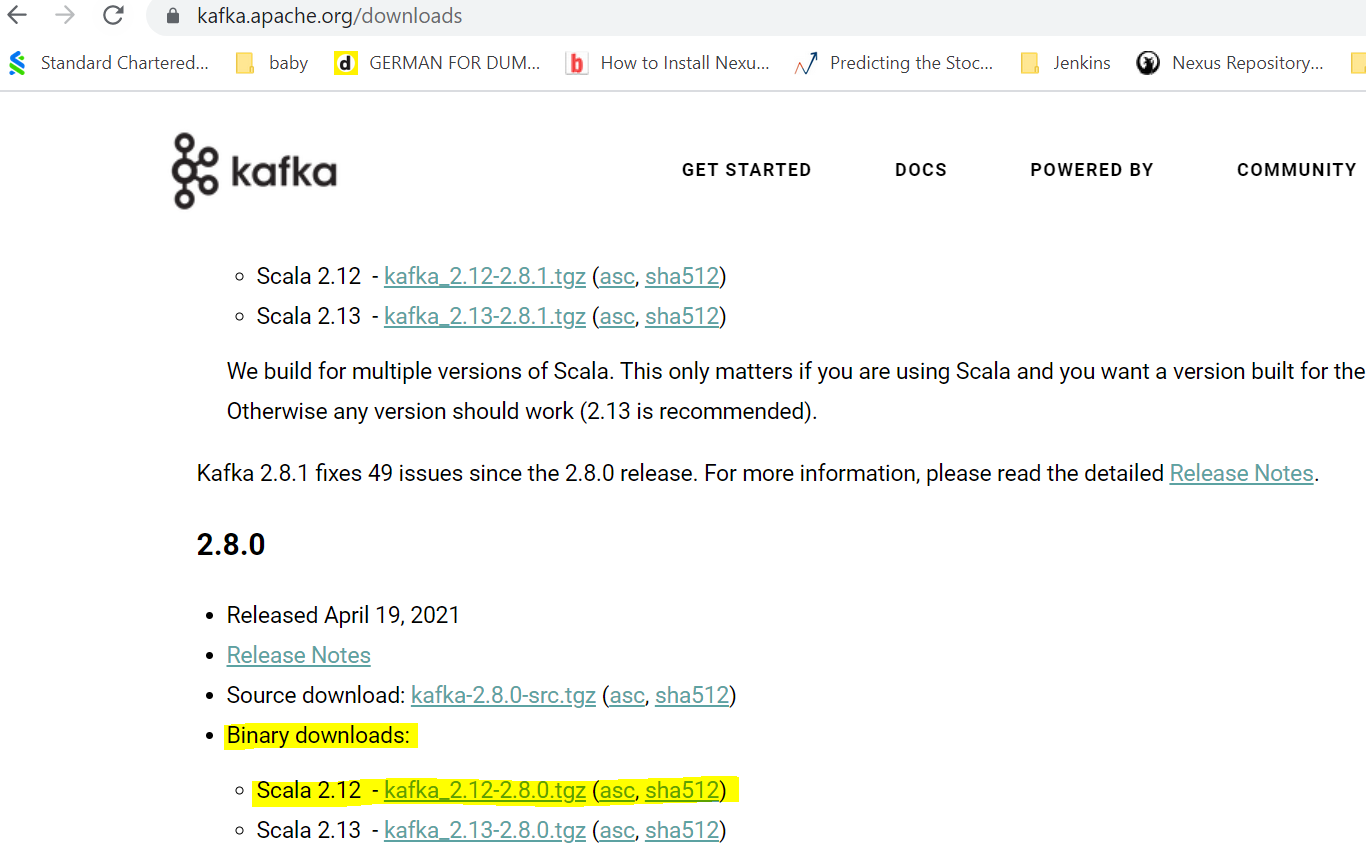 kafka.apache.org/downloads
Standard Chartered... baby d GERMAN FOR DUM... b How to Install Nexu... Predicting the Stoc... Jenkins Nexus Repository...
kafka GET STARTED DOCS POWERED BY COMMUNITY
Scala 2.12 - kafka_2.12-2.8.1.tgz (asc, sha512)
Scala 2.13 - kafka_2.13-2.8.1.tgz (asc, sha512)
We build for multiple versions of Scala. This only matters if you are using Scala and you want a version built for the
Otherwise any version should work (2.13 is recommended).
Kafka 2.8.1 fixes 49 issues since the 2.8.0 release. For more information, please read the detailed Release Notes.
2.8.0
Released April 19, 2021
Release Notes
Source download: kafka-2.8.0-src.tgz (asc, sha512)
Binary downloads:
Scala 2.12 - kafka_2.12-2.8.0.tgz (asc, sha512)
Scala 2.13 - kafka_2.13-2.8.0.tgz (asc, sha512)